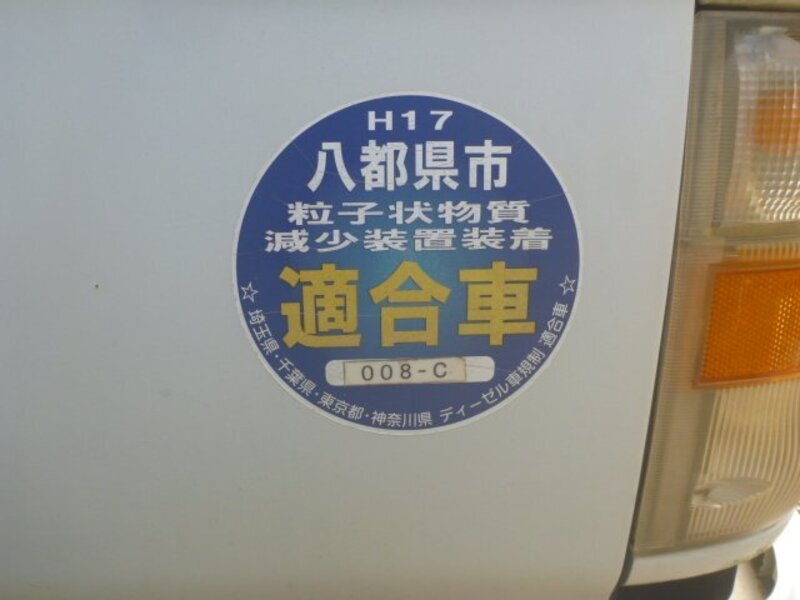 H17
八都県市
粒子状物質
減少装置装着
適合車
008-C
☆埼玉県・千葉県・東京都・神奈川県 ディーゼル車規制 適合車☆